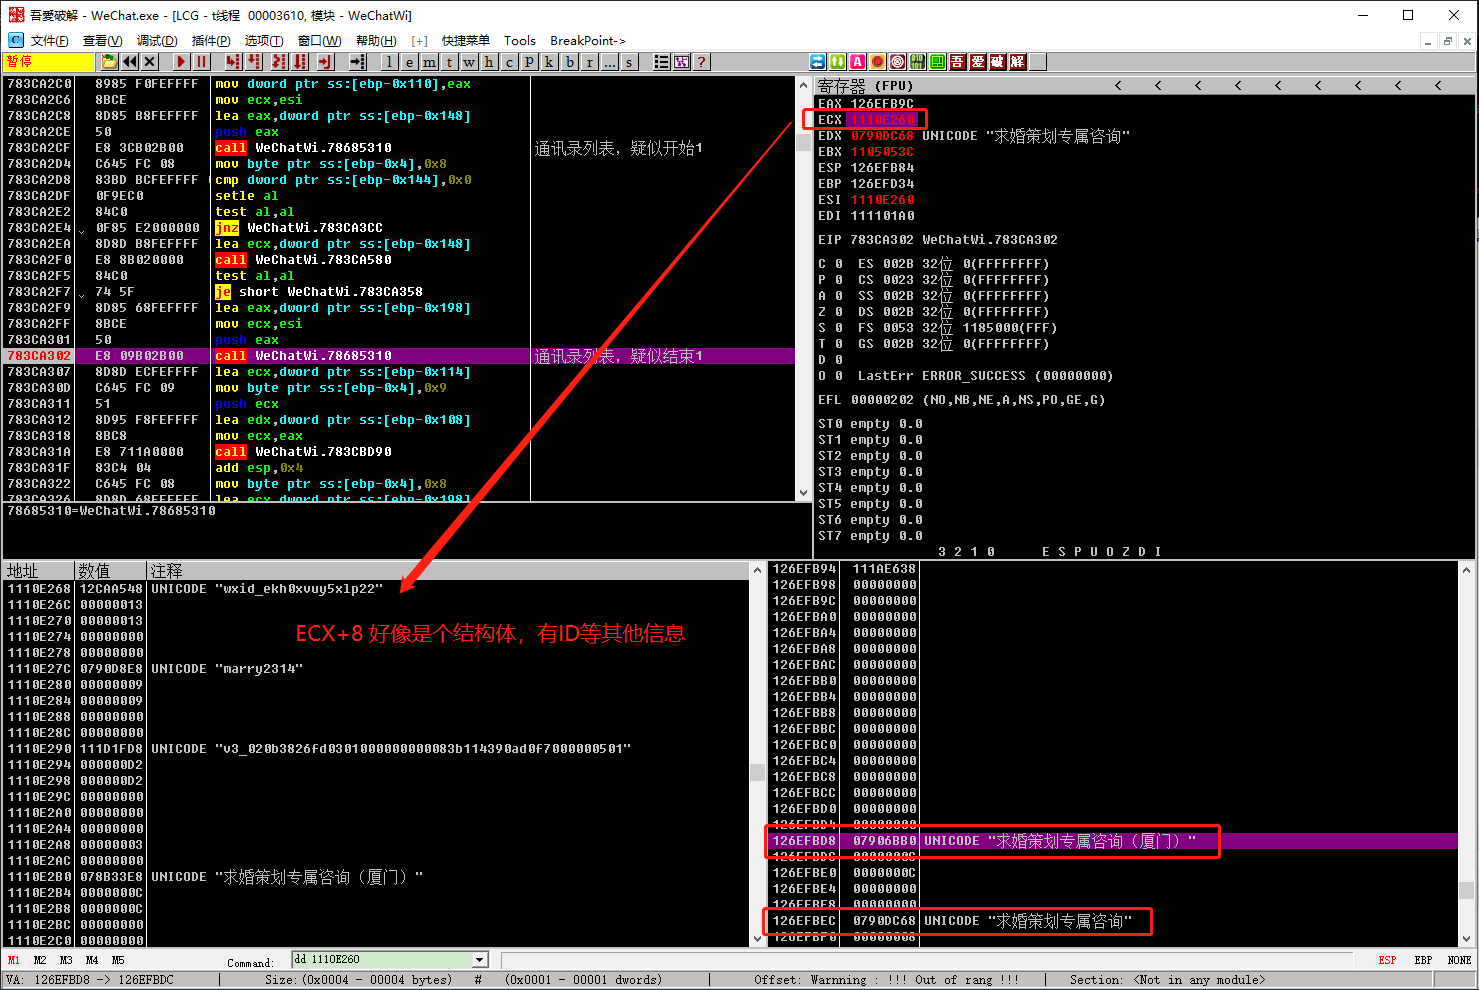 吾愛破解 - WeChat.exe - [LCG - t线程  00003610, 模块 - WeChatWi]
文件(F) 查看(V) 调试(D) 插件(P) 选项(T) 窗口(W) 帮助(H) [+] 快捷菜单 Tools BreakPoint->
暂停 l e m t w h c p k b r ... s ? 吾 爱 破 解
783CA2C0 8985 F0FEFFFF mov dword ptr ss:[ebp-0x110],eax
783CA2C6 8BCE mov ecx,esi
783CA2C8 8D85 B8FEFFFF lea eax,dword ptr ss:[ebp-0x148]
783CA2CE 50 push eax
783CA2CF E8 3CB02B00 call WeChatWi.78685310 通讯录列表，疑似开始1
783CA2D4 C645 FC 08 mov byte ptr ss:[ebp-0x4],0x8
783CA2D8 83BD BCFEFFFF cmp dword ptr ss:[ebp-0x144],0x0
783CA2DF 0F9EC0 setle al
783CA2E2 84C0 test al,al
783CA2E4 0F85 E2000000 jnz WeChatWi.783CA3CC
783CA2EA 8D8D B8FEFFFF lea ecx,dword ptr ss:[ebp-0x148]
783CA2F0 E8 8B020000 call WeChatWi.783CA580
783CA2F5 84C0 test al,al
783CA2F7 74 5F je short WeChatWi.783CA358
783CA2F9 8D85 68FEFFFF lea eax,dword ptr ss:[ebp-0x198]
783CA2FF 8BCE mov ecx,esi
783CA301 50 push eax
783CA302 E8 09B02B00 call WeChatWi.78685310 通讯录列表，疑似结束1
783CA307 8D8D ECFEFFFF lea ecx,dword ptr ss:[ebp-0x114]
783CA30D C645 FC 09 mov byte ptr ss:[ebp-0x4],0x9
783CA311 51 push ecx
783CA312 8D95 F8FEFFFF lea edx,dword ptr ss:[ebp-0x108]
783CA318 8BC8 mov ecx,eax
783CA31A E8 711A0000 call WeChatWi.783CBD90
783CA31F 83C4 04 add esp,0x4
783CA322 C645 FC 08 mov byte ptr ss:[ebp-0x4],0x8
783CA326 8D8D 68FEFFFF lea ecx,dword ptr ss:[ebp-0x198]
78685310=WeChatWi.78685310
寄存器 (FPU) < < < < < < < < <
EAX 126EFB9C
ECX 1110E260
EDX 0790DC68 UNICODE "求婚策划专属咨询"
EBX 1105053C
ESP 126EFB84
EBP 126EFD34
ESI 1110E260
EDI 111101A0
EIP 783CA302 WeChatWi.783CA302
C 0 ES 002B 32位 0(FFFFFFFF)
P 0 CS 0023 32位 0(FFFFFFFF)
A 0 SS 002B 32位 0(FFFFFFFF)
Z 0 DS 002B 32位 0(FFFFFFFF)
S 0 FS 0053 32位 1185000(FFF)
T 0 GS 002B 32位 0(FFFFFFFF)
D 0
O 0 LastErr ERROR_SUCCESS (00000000)
EFL 00000202 (NO,NB,NE,A,NS,PO,GE,G)
ST0 empty 0.0
ST1 empty 0.0
ST2 empty 0.0
ST3 empty 0.0
ST4 empty 0.0
ST5 empty 0.0
ST6 empty 0.0
ST7 empty 0.0
3 2 1 0 E S P U O Z D I
地址 数值 注释
1110E268 12CAA548 UNICODE "wxid_ekh0xvuy5xlp22"
1110E26C 00000013
1110E270 00000013
1110E274 00000000
1110E278 00000000
1110E27C 0790D8E8 UNICODE "marry2314"
1110E280 00000009
1110E284 00000009
1110E288 00000000
1110E28C 00000000
1110E290 111D1FD8 UNICODE "v3_020b3826fd0301000000000083b114390ad0f7000000501"
1110E294 000000D2
1110E298 000000D2
1110E29C 00000000
1110E2A0 00000000
1110E2A4 00000000
1110E2A8 00000003
1110E2AC 00000000
1110E2B0 078B33E8 UNICODE "求婚策划专属咨询（厦门）"
1110E2B4 0000000C
1110E2B8 0000000C
1110E2BC 00000000
1110E2C0 00000000
ECX+8 好像是个结构体，有ID等其他信息
126EFB94 111AE638
126EFB98 00000000
126EFB9C 00000000
126EFBA0 00000000
126EFBA4 00000000
126EFBA8 00000000
126EFBAC 00000000
126EFBB0 00000000
126EFBB4 00000000
126EFBB8 00000000
126EFBBC 00000000
126EFBC0 00000000
126EFBC4 00000000
126EFBC8 00000000
126EFBCC 00000000
126EFBD0 00000000
126EFBD4 00000000
126EFBD8 07906BB0 UNICODE "求婚策划专属咨询（厦门）"
126EFBDC 0000000C
126EFBE0 0000000C
126EFBE4 00000000
126EFBE8 00000000
126EFBEC 0790DC68 UNICODE "求婚策划专属咨询"
126EFBF0 00000008
M1 M2 M3 M4 M5 Command: dd 1110E260 ESP EBP NONE
VA: 126EFBD8 -> 126EFBDC Size:(0x0004 - 00004 bytes) # (0x0001 - 00001 dwords) Offset: Warnning : !!! Out of rang !!! Section: <Not in any module>